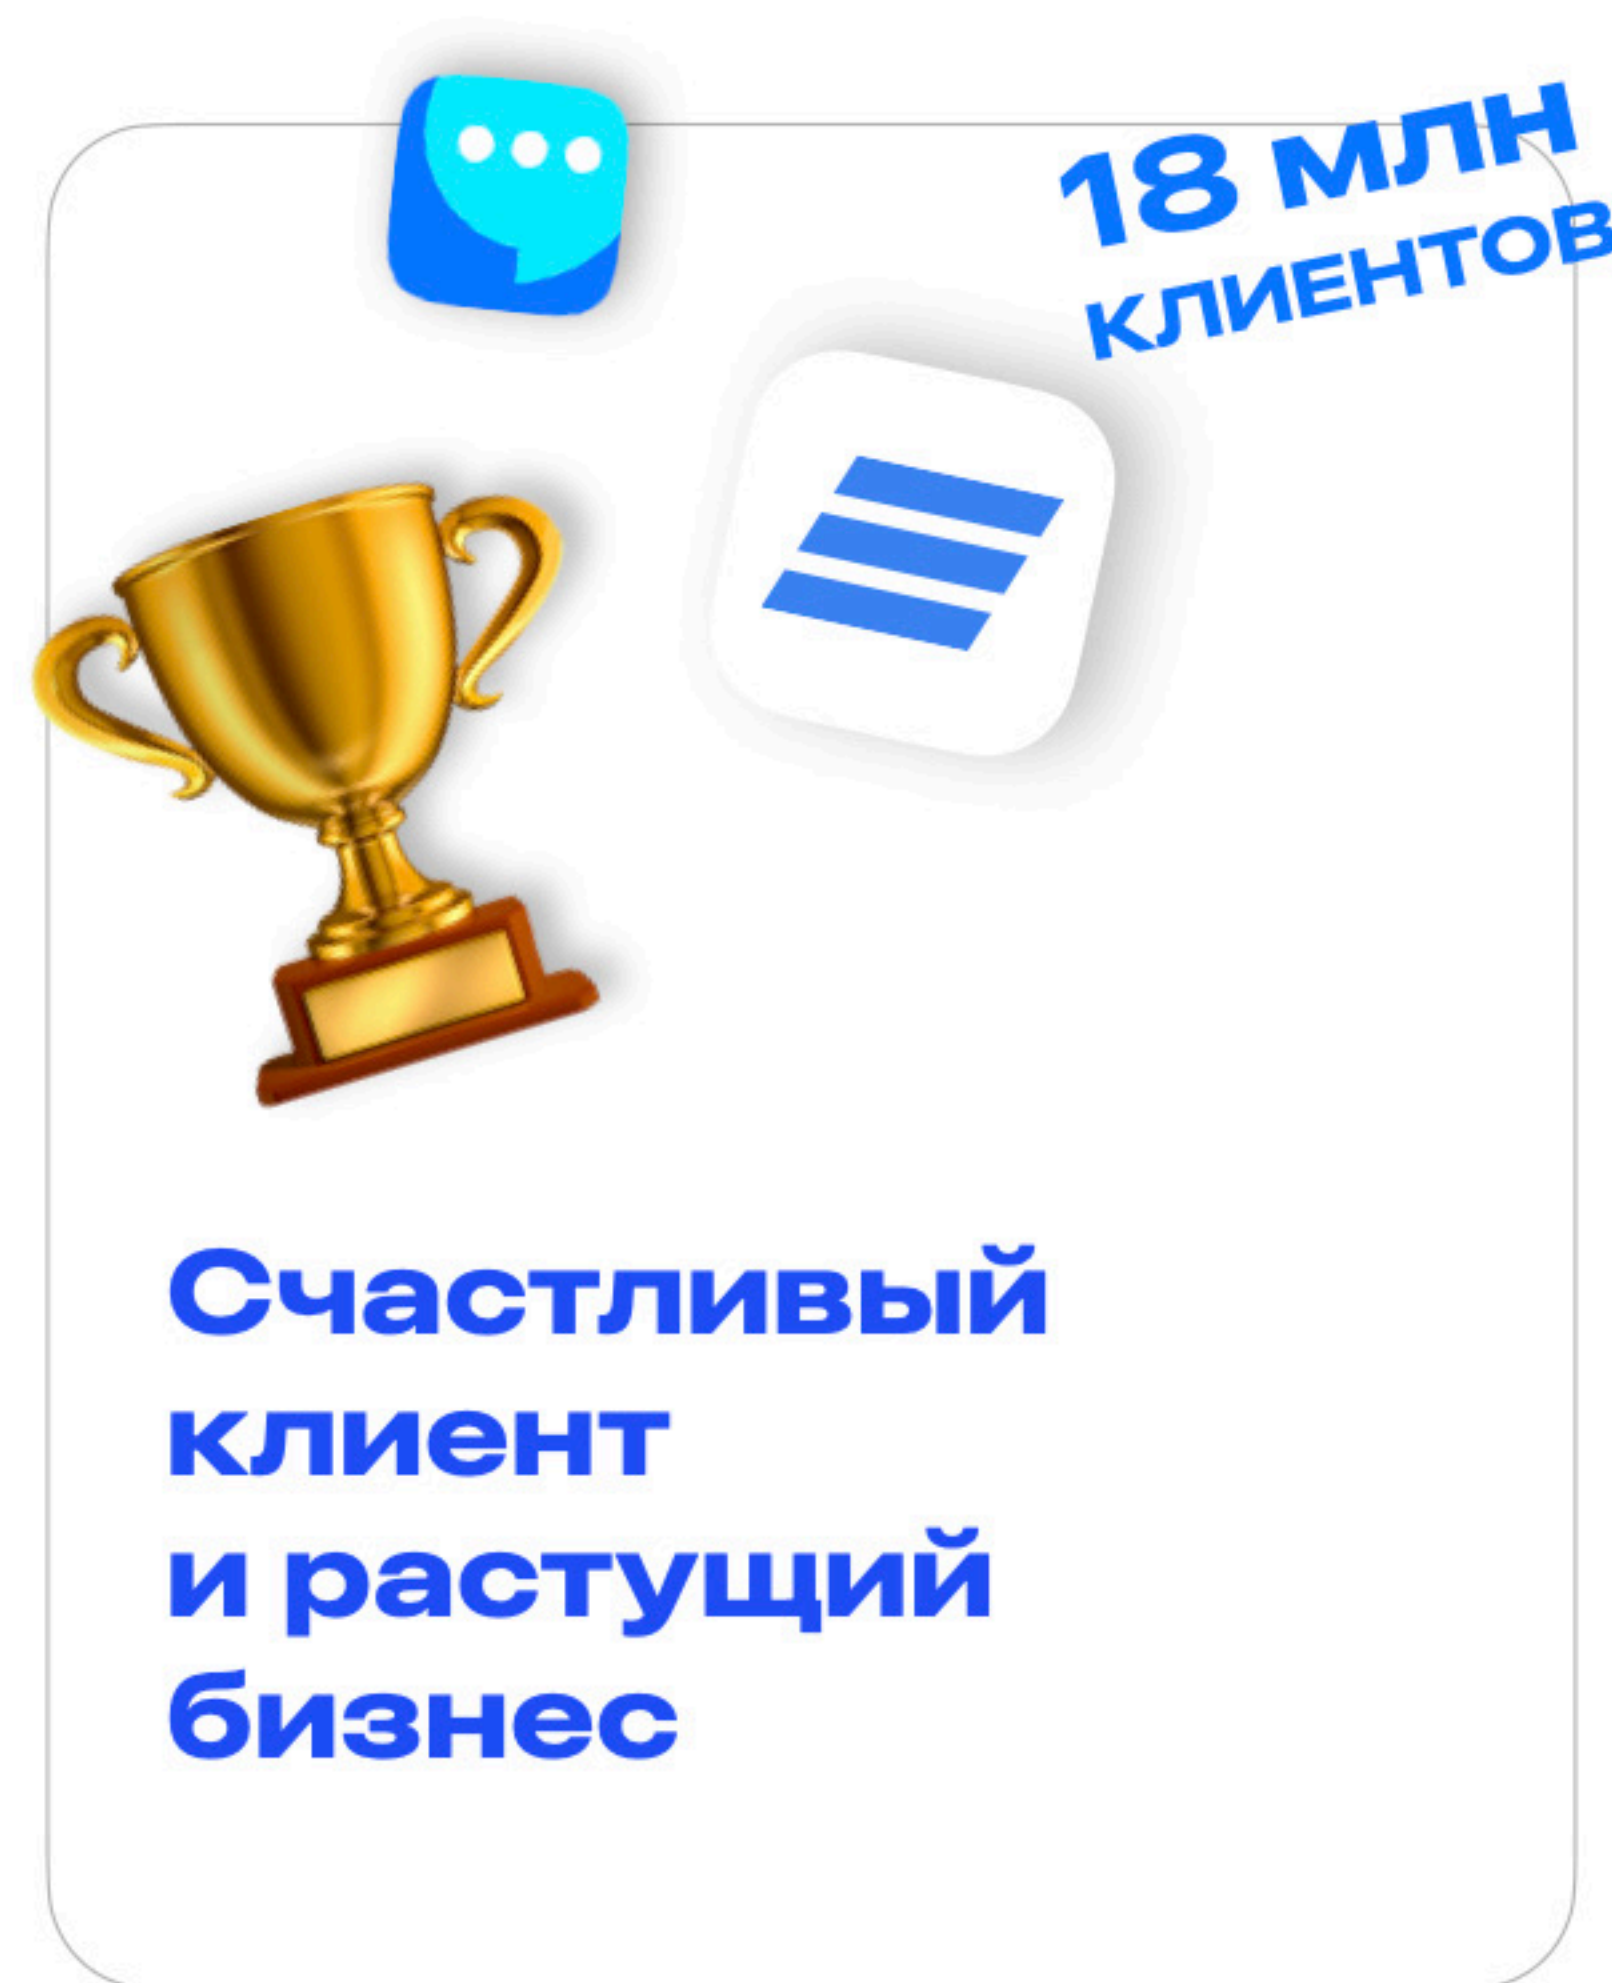 18 млн
клиентов
Счастливый
клиент
и растущий
бизнес